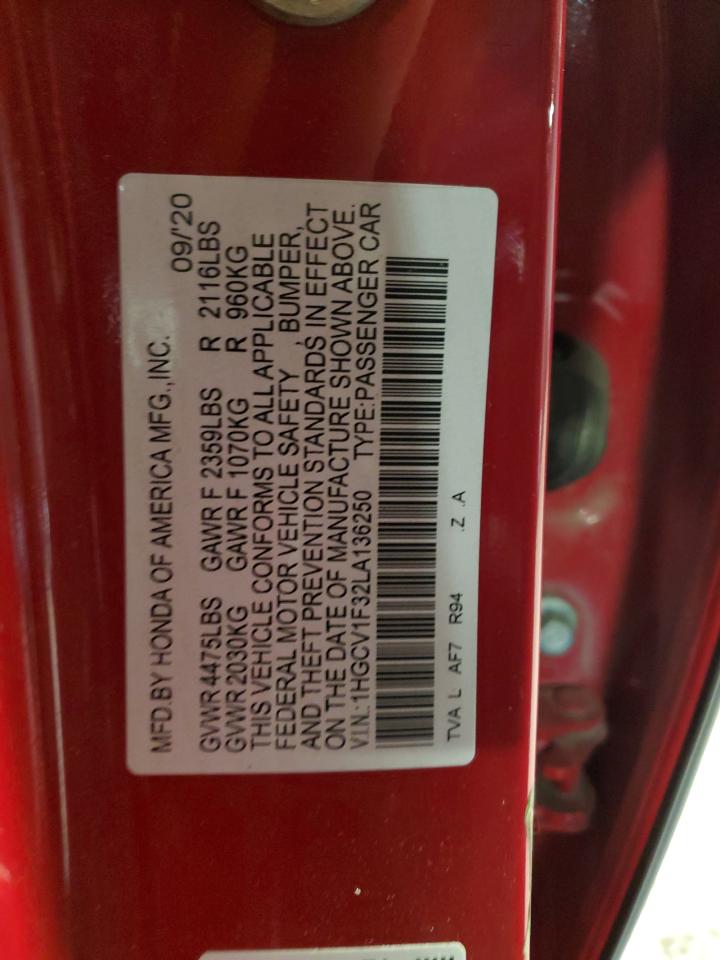 MFD.BY HONDA OF AMERICA MFG.,INC. 09/'20
GVWR 4475LBS GAWR F 2359LBS R 2116LBS
GVWR 2030KG GAWR F 1070KG R 960KG
THIS VEHICLE CONFORMS TO ALL APPLICABLE
FEDERAL MOTOR VEHICLE SAFETY , BUMPER,
AND THEFT PREVENTION STANDARDS IN EFFECT
ON THE DATE OF MANUFACTURE SHOWN ABOVE.
V.I.N.:1HGCV1F32LA136250 TYPE:PASSENGER CAR
TVA L AF7 R94 .Z .A